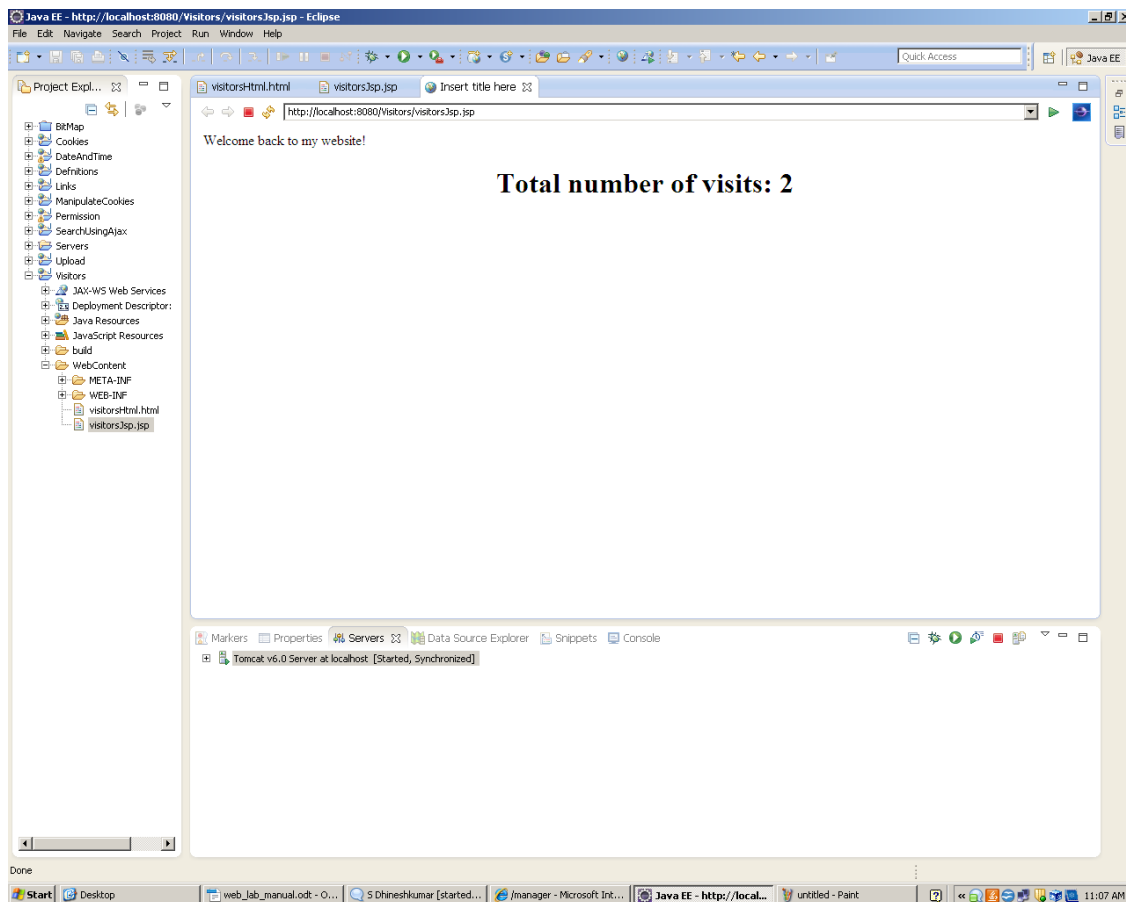 Java EE - http://localhost:8080/Visitors/visitorsJsp.jsp - Eclipse
File Edit Navigate Search Project Run Window Help
Quick Access
Java EE
Project Expl...
visitorsHtml.html
visitorsJsp.jsp
Insert title here
http://localhost:8080/Visitors/visitorsJsp.jsp
BitMap
Cookies
DateAndTime
Defnitions
Links
ManipulateCookies
Permission
SearchUsingAjax
Servers
Upload
Visitors
JAX-WS Web Services
Deployment Descriptor:
Java Resources
JavaScript Resources
build
WebContent
META-INF
WEB-INF
visitorsHtml.html
visitorsJsp.jsp
Welcome back to my website!
Total number of visits: 2
Markers Properties Servers Data Source Explorer Snippets Console
Tomcat v6.0 Server at localhost [Started, Synchronized]
Done
Start Desktop web_lab_manual.odt - O... S Dhineshkumar [started... /manager - Microsoft Int... Java EE - http://local... untitled - Paint 11:07 AM